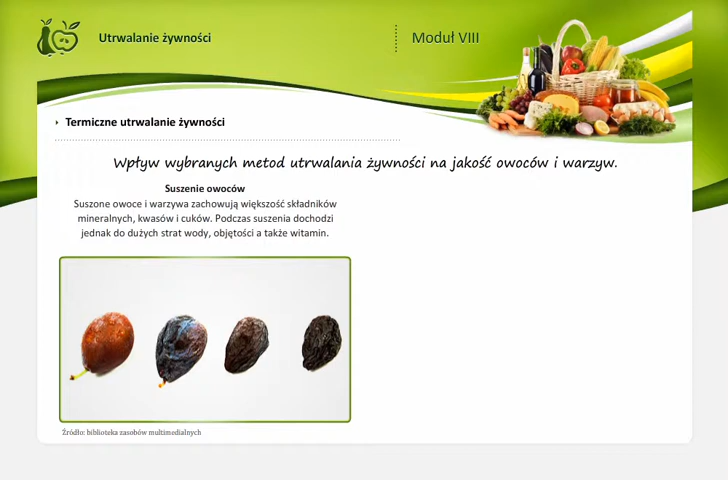 Utrwalanie żywności
Moduł VIII
Termiczne utrwalanie żywności
Wpływ wybranych metod utrwalania żywności na jakość owoców i warzyw.
Suszenie owoców
Suszone owoce i warzywa zachowują większość składników
mineralnych, kwasów i cuków. Podczas suszenia dochodzi
jednak do dużych strat wody, objętości a także witamin.
Źródło: biblioteka zasobów multimedialnych